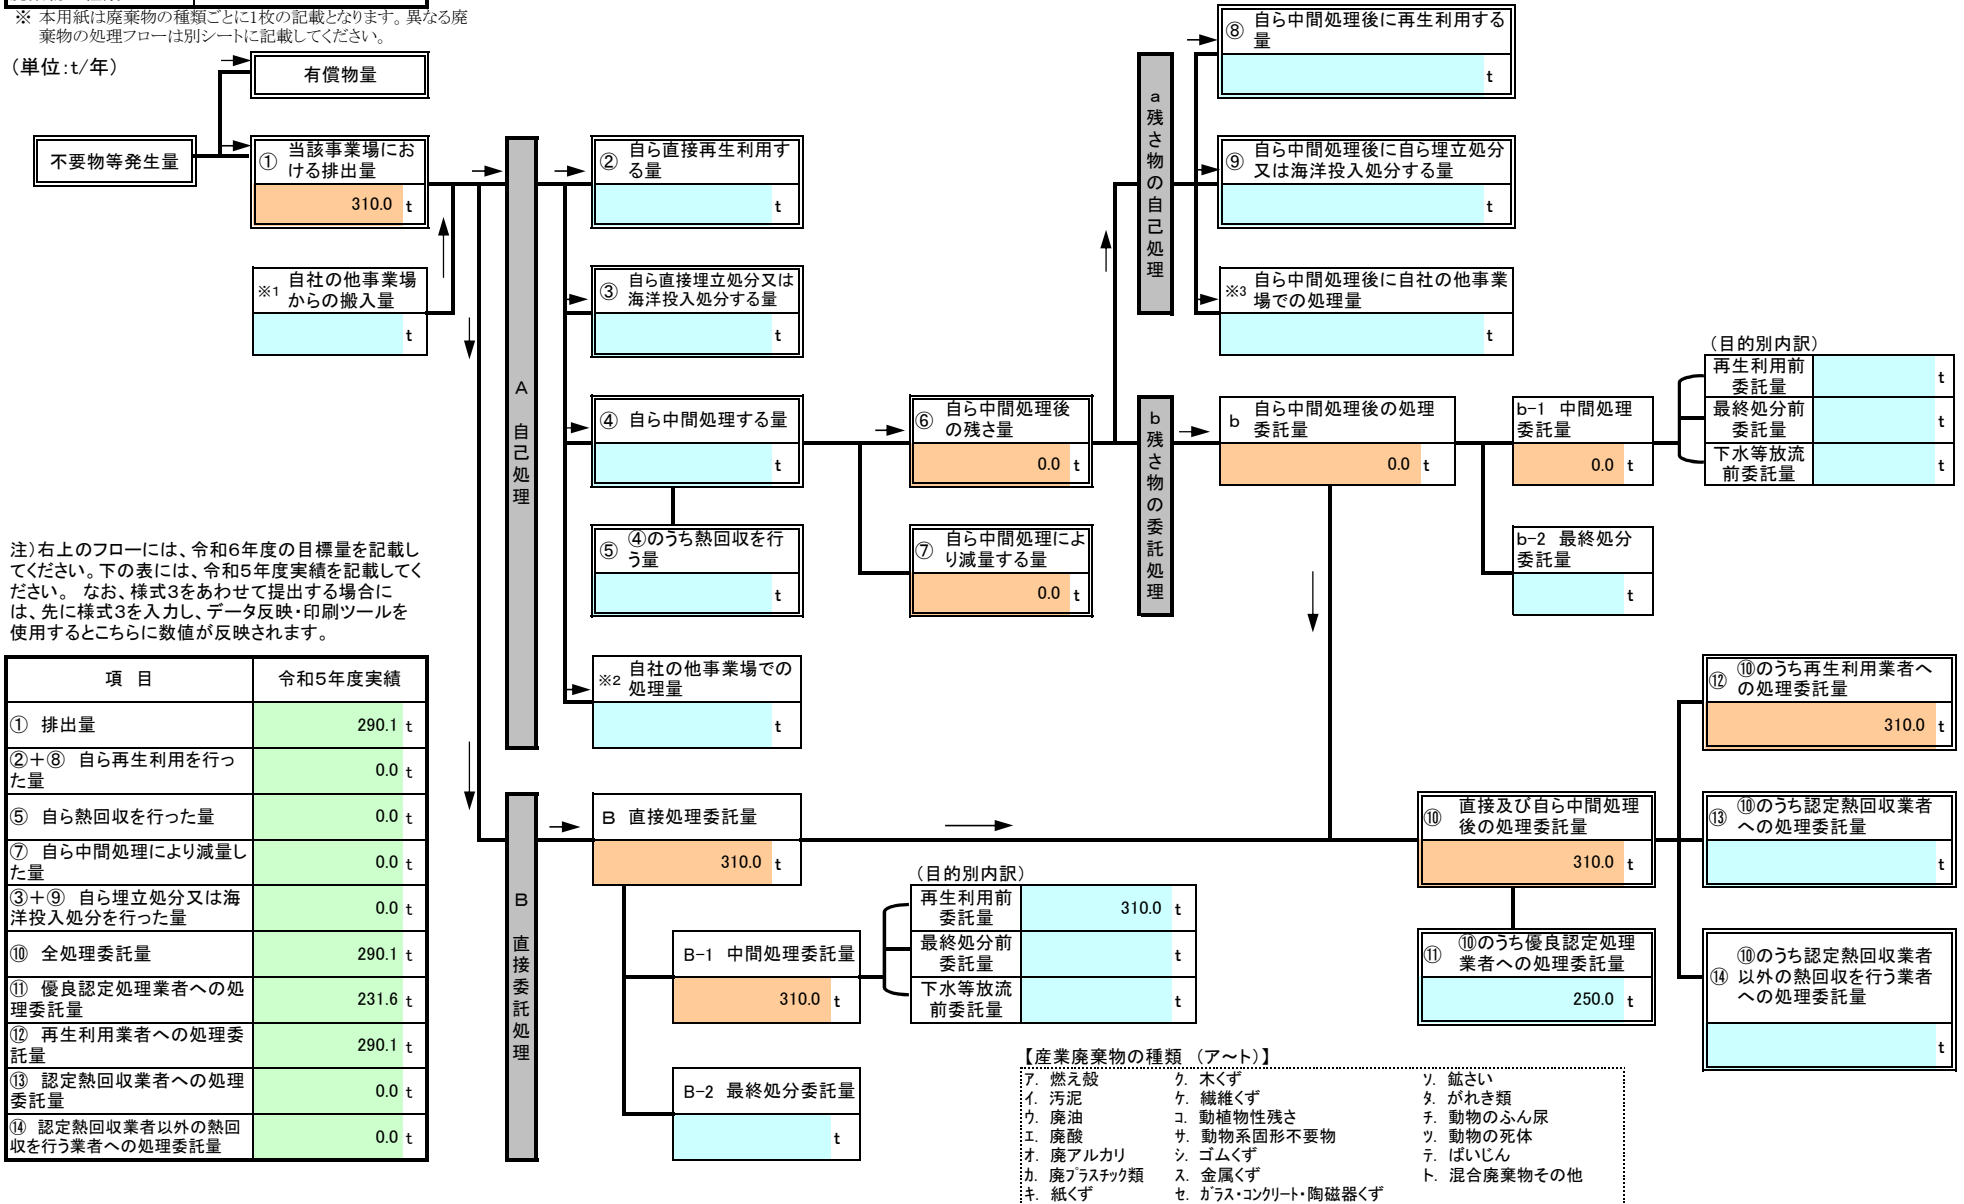 ※ 本用紙は廃棄物の種類ごとに1枚の記載となります。異なる廃
棄物の処理フローは別シートに記載してください。
（単位:t/年）
有償物量
不要物等発生量
① 当該事業場にお
ける排出量
310.0 t
※1 自社の他事業場
からの搬入量
t
A 自己処理
② 自ら直接再生利用す
る量
t
③ 自ら直接埋立処分又は
海洋投入処分する量
t
④ 自ら中間処理する量
t
⑤ ④のうち熱回収を行
う量
t
※2 自社の他事業場での
処理量
t
⑥ 自ら中間処理後
の残さ量
0.0 t
⑦ 自ら中間処理によ
り減量する量
0.0 t
a 残さ物の自己処理
⑧ 自ら中間処理後に再生利用する
量
t
⑨ 自ら中間処理後に自ら埋立処分
又は海洋投入処分する量
t
※3 自ら中間処理後に自社の他事業
場での処理量
t
b 残さ物の委託処理
b 自ら中間処理後の処理
委託量
0.0 t
b-1 中間処理
委託量
0.0 t
b-2 最終処分
委託量
t
（目的別内訳）
再生利用前
委託量
t
最終処分前
委託量
t
下水等放流
前委託量
t
注）右上のフローには、令和６年度の目標量を記載し
てください。下の表には、令和５年度実績を記載してく
ださい。 なお、様式３をあわせて提出する場合に
は、先に様式３を入力し、データ反映・印刷ツールを
使用するとこちらに数値が反映されます。
項 目 令和５年度実績
① 排出量 290.1 t
②＋⑧ 自ら再生利用を行っ
た量 0.0 t
⑤ 自ら熱回収を行った量 0.0 t
⑦ 自ら中間処理により減量し
た量 0.0 t
③＋⑨ 自ら埋立処分又は海
洋投入処分を行った量 0.0 t
⑩ 全処理委託量 290.1 t
⑪ 優良認定処理業者への処
理委託量 231.6 t
⑫ 再生利用業者への処理委
託量 290.1 t
⑬ 認定熱回収業者への処理
委託量 0.0 t
⑭ 認定熱回収業者以外の熱回
収を行う業者への処理委託量 0.0 t
B 直接委託処理
B 直接処理委託量
310.0 t
B-1 中間処理委託量
310.0 t
B-2 最終処分委託量
t
（目的別内訳）
再生利用前
委託量
310.0 t
最終処分前
委託量
t
下水等放流
前委託量
t
⑩ 直接及び自ら中間処理
後の処理委託量
310.0 t
⑪ ⑩のうち優良認定処理
業者への処理委託量
250.0 t
⑫ ⑩のうち再生利用業者へ
の処理委託量
310.0 t
⑬ ⑩のうち認定熱回収業者
への処理委託量
t
⑭ ⑩のうち認定熱回収業者
以外の熱回収を行う業者
への処理委託量
t
【産業廃棄物の種類 （ア～ト）】
ア. 燃え殻
イ. 汚泥
ウ. 廃油
エ. 廃酸
オ. 廃アルカリ
カ. 廃プラスチック類
キ. 紙くず
ク. 木くず
ケ. 繊維くず
コ. 動植物性残さ
サ. 動物系固形不要物
シ. ゴムくず
ス. 金属くず
セ. ガラス・コンクリート・陶磁器くず
ソ. 鉱さい
タ. がれき類
チ. 動物のふん尿
ツ. 動物の死体
テ. ばいじん
ト. 混合廃棄物その他